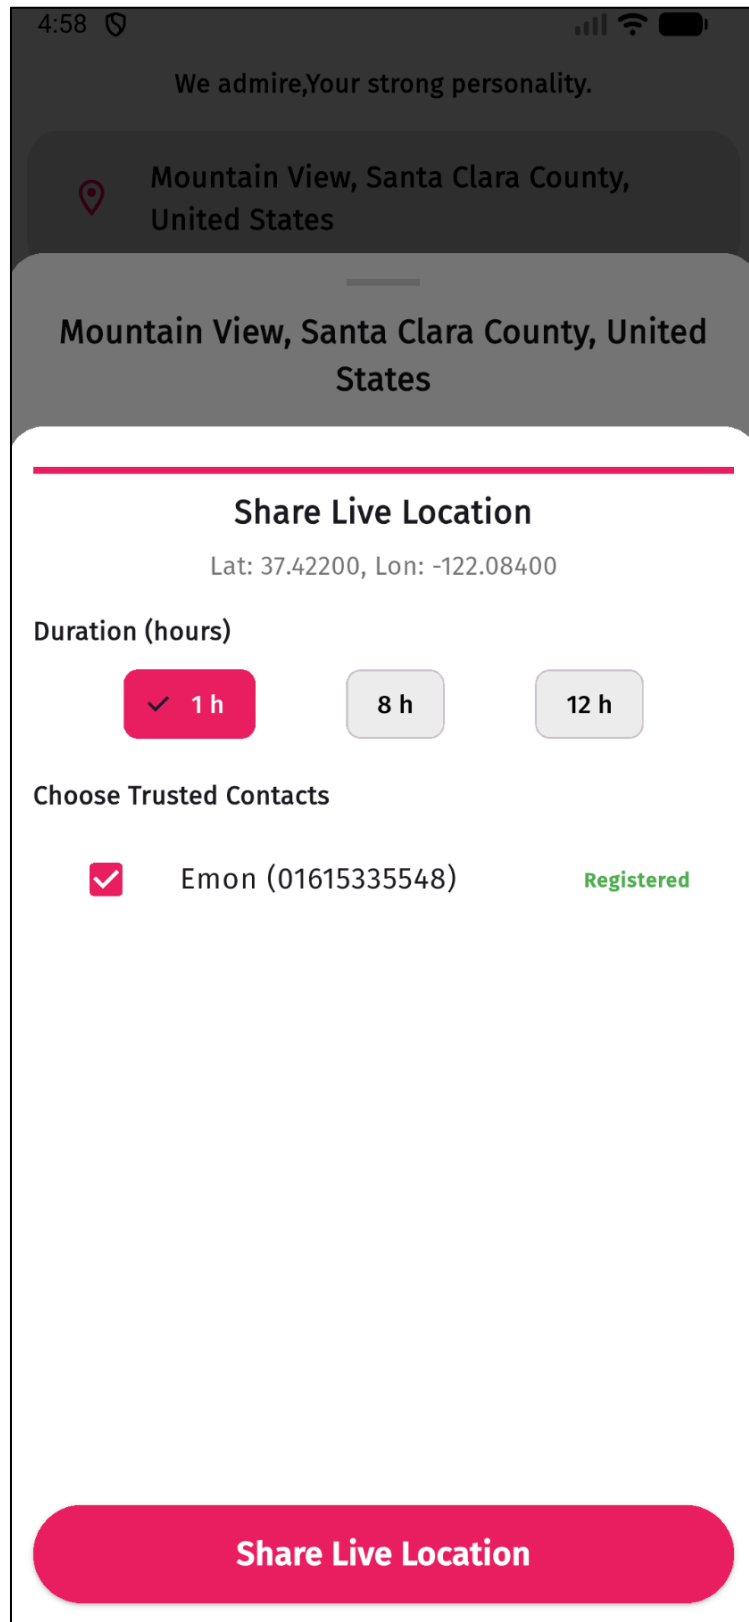 4:58
We admire,Your strong personality.
Mountain View, Santa Clara County,
United States
Mountain View, Santa Clara County, United
States
Share Live Location
Lat: 37.42200, Lon: -122.08400
Duration (hours)
1 h
8 h
12 h
Choose Trusted Contacts
Emon (01615335548)
Registered
Share Live Location